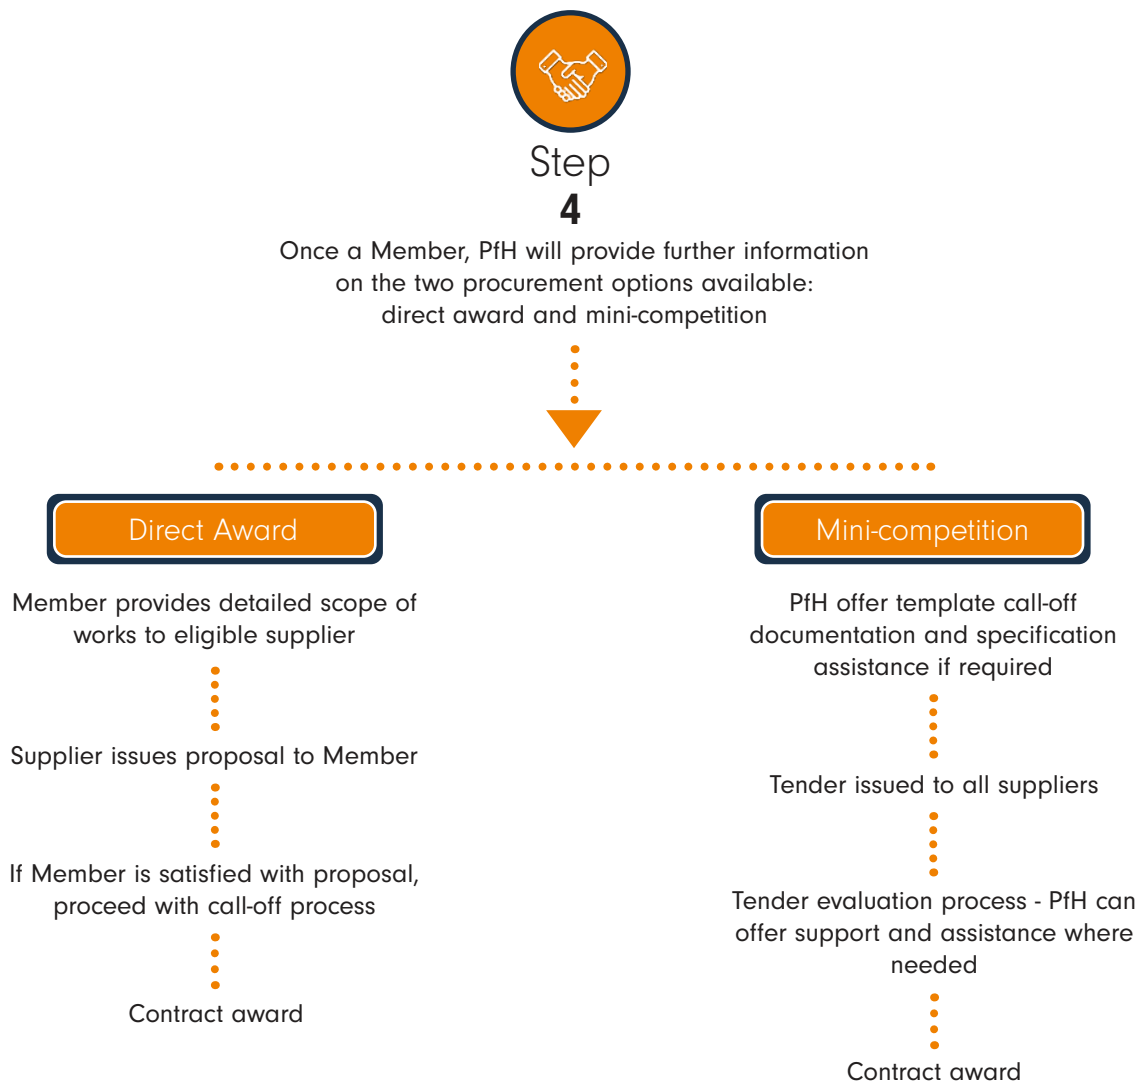 Step
4
Once a Member, PfH will provide further information
on the two procurement options available:
direct award and mini-competition
Direct Award
Member provides detailed scope of
works to eligible supplier
Supplier issues proposal to Member
If Member is satisfied with proposal,
proceed with call-off process
Contract award
Mini-competition
PfH offer template call-off
documentation and specification
assistance if required
Tender issued to all suppliers
Tender evaluation process - PfH can
offer support and assistance where
needed
Contract award